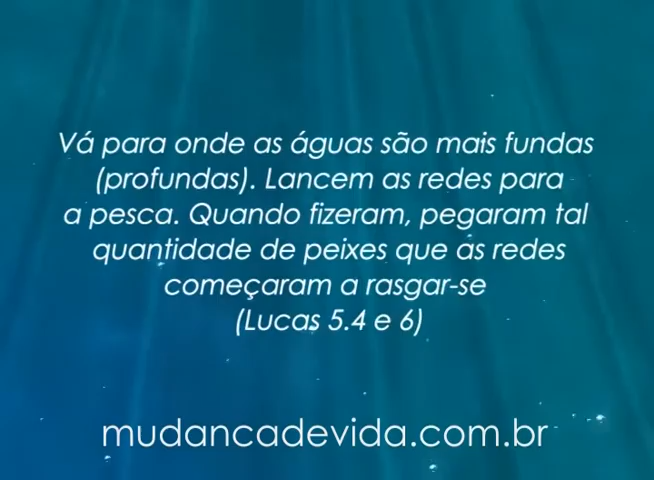 Vá para onde as águas são mais fundas
(profundas). Lancem as redes para
a pesca. Quando fizeram, pegaram tal
quantidade de peixes que as redes
começaram a rasgar-se
(Lucas 5.4 e 6)
mudancadevida.com.br